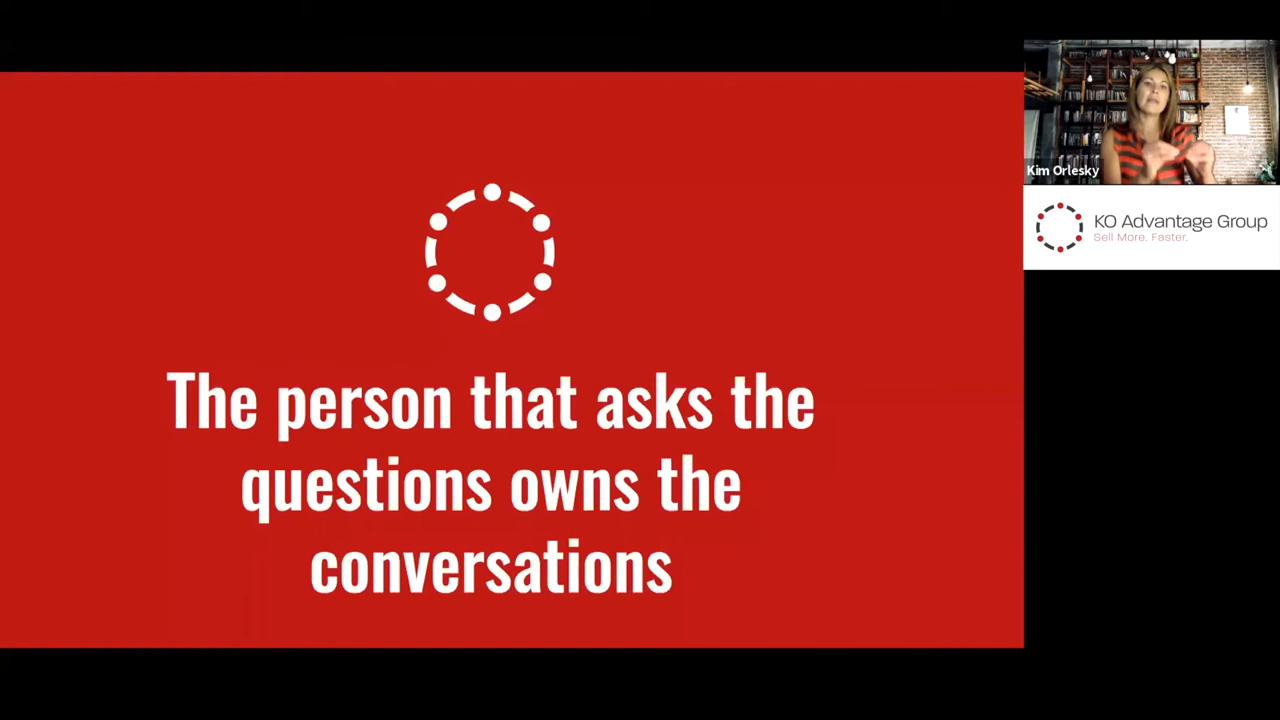 The person that asks the
questions owns the
conversations
Kim Orlesky
KO Advantage Group
Sell More. Faster.